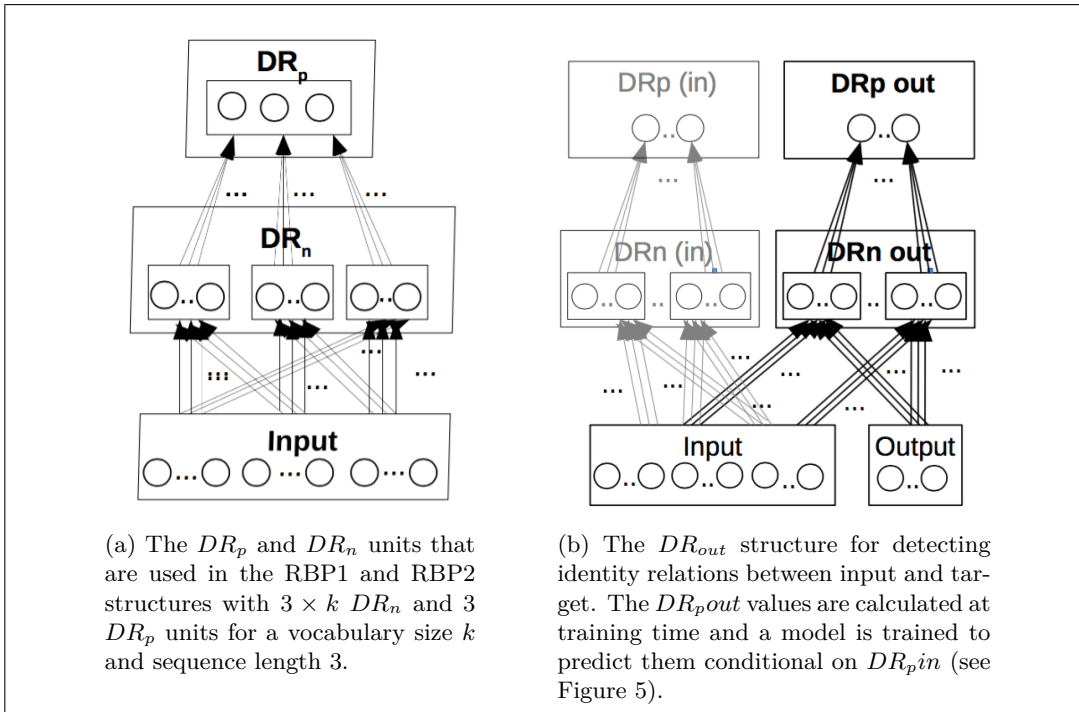 DRp
... ... ...
DRn
.. .. ..
... ... ... ...
Input
... ... ...
(a) The DRp and DRn units that
are used in the RBP1 and RBP2
structures with 3 × k DRn and 3
DRp units for a vocabulary size k
and sequence length 3.
DRp (in) DRp out
.. ..
... ...
DRn (in) DRn out
.. .. .. .. .. ..
... ... ... ... ... ...
Input Output
.. .. .. ..
(b) The DRout structure for detecting
identity relations between input and tar-
get. The DRpout values are calculated at
training time and a model is trained to
predict them conditional on DRpin (see
Figure 5).